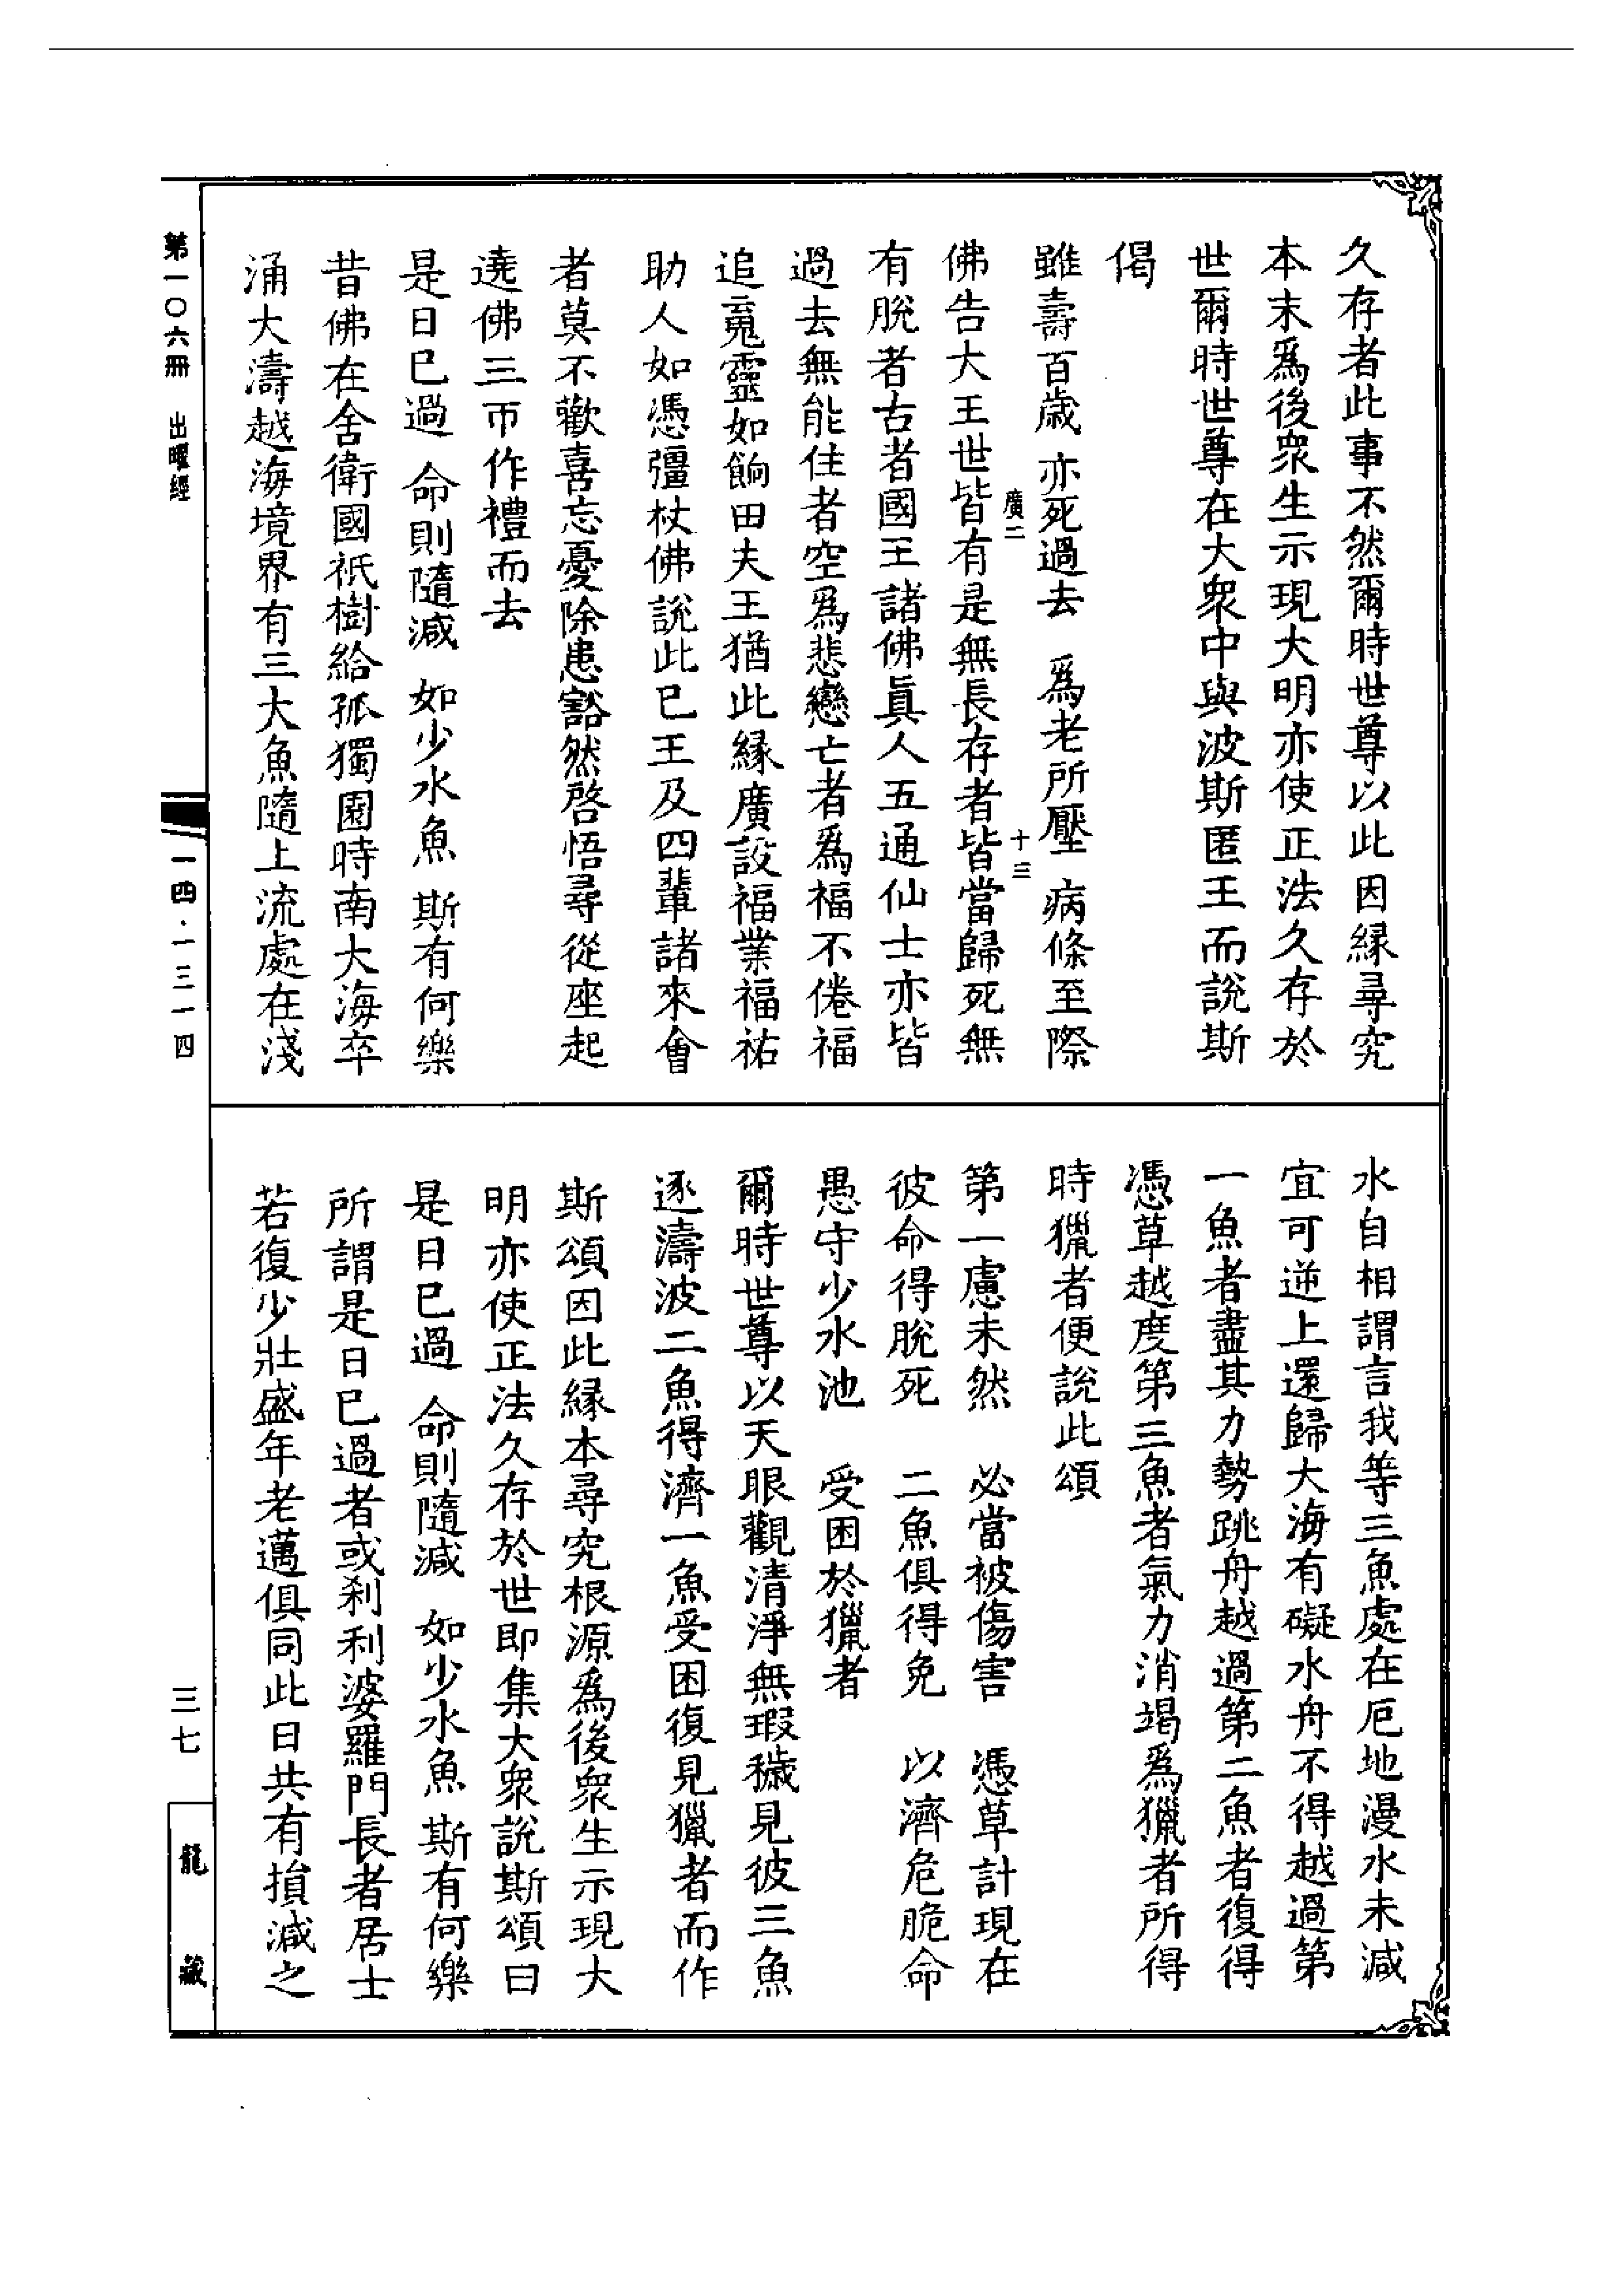 久存者此事不然爾時世尊以此因緣尋究
本末爲後衆生示現大明亦使正法久存於
世爾時世尊在大衆中與波斯匿王而說斯
偈
雖壽百歲 亦死過去 爲老所壓 病條至際
廣二 十三
佛告大王世皆有是無長存者皆當歸死無
有脫者古者國王諸佛眞人五通仙士亦皆
過去無能住者空爲悲戀亡者爲福不倦福
追魂靈如餉田夫王猶此緣廣設福業福祐
助人如憑彊杖佛說此已王及四輩諸來會
者莫不歡喜忘憂除患豁然啓悟尋從座起
遶佛三帀作禮而去
是日已過 命則隨減 如少水魚 斯有何樂
昔佛在舍衛國祇樹給孤獨園時南大海卒
涌大濤越海境界有三大魚隨上流處在淺
水自相謂言我等三魚處在厄地漫水未減
宜可逆上還歸大海有礙水舟不得越過第
一魚者盡其力勢跳舟越過第二魚者復得
憑草越度第三魚者氣力消竭爲獵者所得
時獵者便說此頌
第一慮未然 必當被傷害 憑草計現在
彼命得脫死 二魚俱得免 以濟危脆命
愚守少水池 受困於獵者
爾時世尊以天眼觀清淨無瑕穢見彼三魚
逐濤波二魚得濟一魚受困復見獵者而作
斯頌因此緣本尋究根源爲後衆生示現大
明亦使正法久存於世即集大衆說斯頌曰
是日已過 命則隨減 如少水魚 斯有何樂
所謂是日已過者或刹利婆羅門長者居士
若復少壯盛年老邁俱同此日共有損減之
第一〇六冊 出曜經
一四·一三一四
三七
龍藏